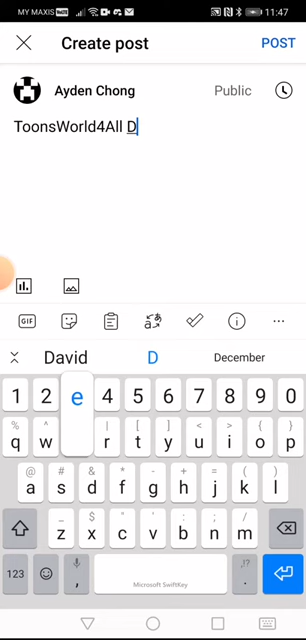 MY MAXIS VoLTE 11:47
Create post POST
Ayden Chong Public
ToonsWorld4All D
GIF
David D December
1 2 e 4 5 6 7 8 9 0
q w r t y u i o p
@ # & * - + = ( )
a s d f g h j k l
_ $ " ' : ; /
z x c v b n m
123 , Microsoft SwiftKey ,!? .